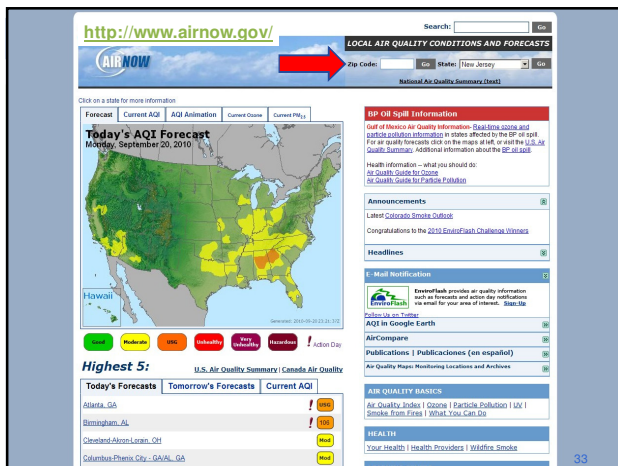 http://www.airnow.gov/
Search: Go
LOCAL AIR QUALITY CONDITIONS AND FORECASTS
AIRNOW
Zip Code: Go State: New Jersey Go
National Air Quality Summary (text)
Click on a state for more information
Forecast Current AQI AQI Animation Current Ozone Current PM2.5
Today's AQI Forecast
Monday, September 20, 2010
Hawaii
Good Moderate USG Unhealthy Very Unhealthy Hazardous ! Action Day
Highest 5:
U.S. Air Quality Summary | Canada Air Quality
Today's Forecasts Tomorrow's Forecasts Current AQI
Atlanta, GA ! USG
Birmingham, AL ! 106
Cleveland-Akron-Lorain, OH Mod
Columbus-Phenix City - GA/AL, GA Mod
BP Oil Spill Information
Gulf of Mexico Air Quality Information- Real-time ozone and
particle pollution information in states affected by the BP oil spill.
For air quality forecasts click on the maps at left, or visit the U.S. Air
Quality Summary. Additional information about the BP oil spill.
Health information -- what you should do:
Air Quality Guide for Ozone
Air Quality Guide for Particle Pollution
Announcements
Latest Colorado Smoke Outlook
Congratulations to the 2010 EnviroFlash Challenge Winners
Headlines
E-Mail Notification
EnviroFlash
EnviroFlash provides air quality information
such as forecasts and action day notifications
via email for your area of interest. Sign-Up
Follow Us on Twitter
AQI in Google Earth
AirCompare
Publications | Publicaciones (en español)
Air Quality Maps: Monitoring Locations and Archives
AIR QUALITY BASICS
Air Quality Index | Ozone | Particle Pollution | UV |
Smoke from Fires | What You Can Do
HEALTH
Your Health | Health Providers | Wildfire Smoke
33